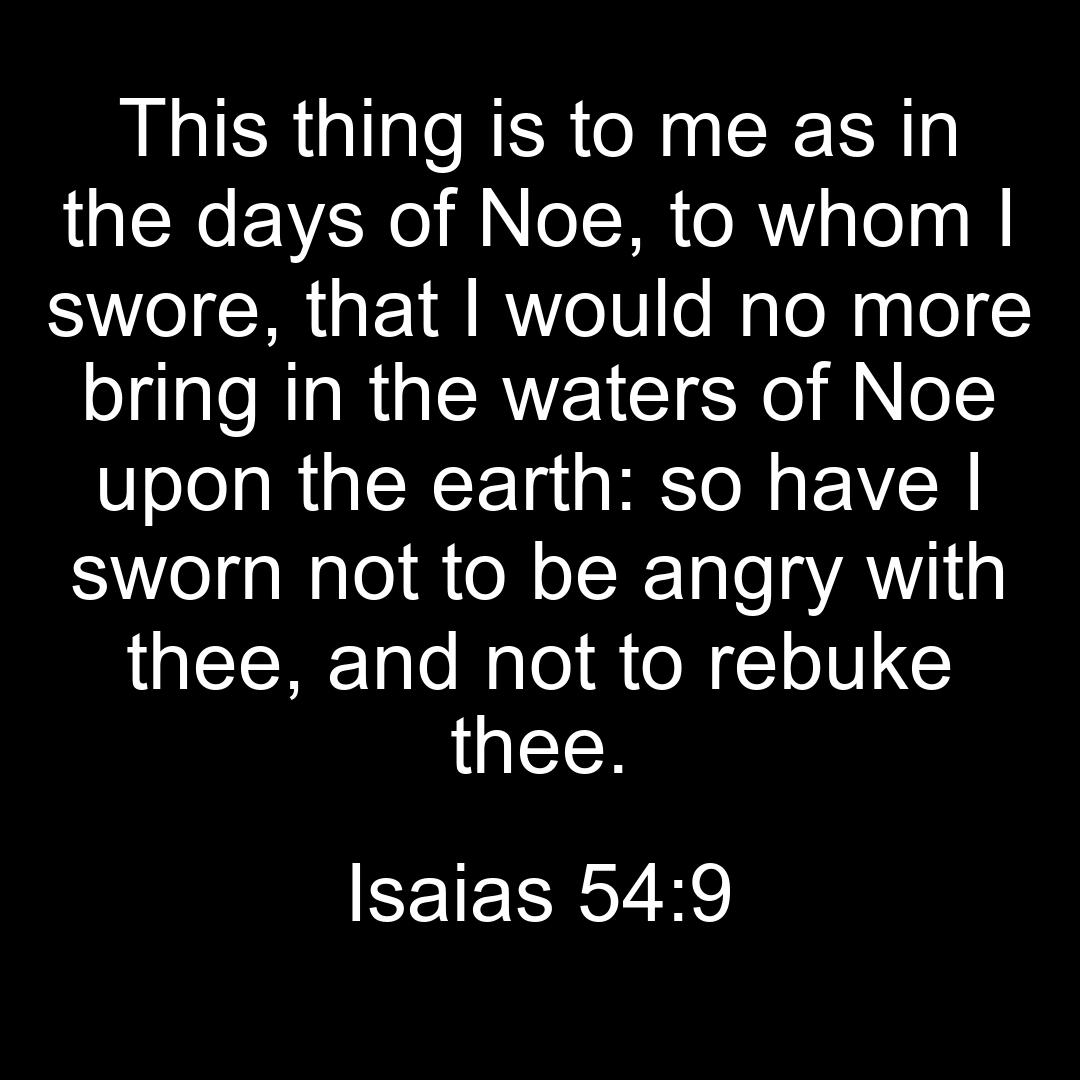 This thing is to me as in
the days of Noe, to whom I
swore, that I would no more
bring in the waters of Noe
upon the earth: so have I
sworn not to be angry with
thee, and not to rebuke
thee.
Isaias 54:9